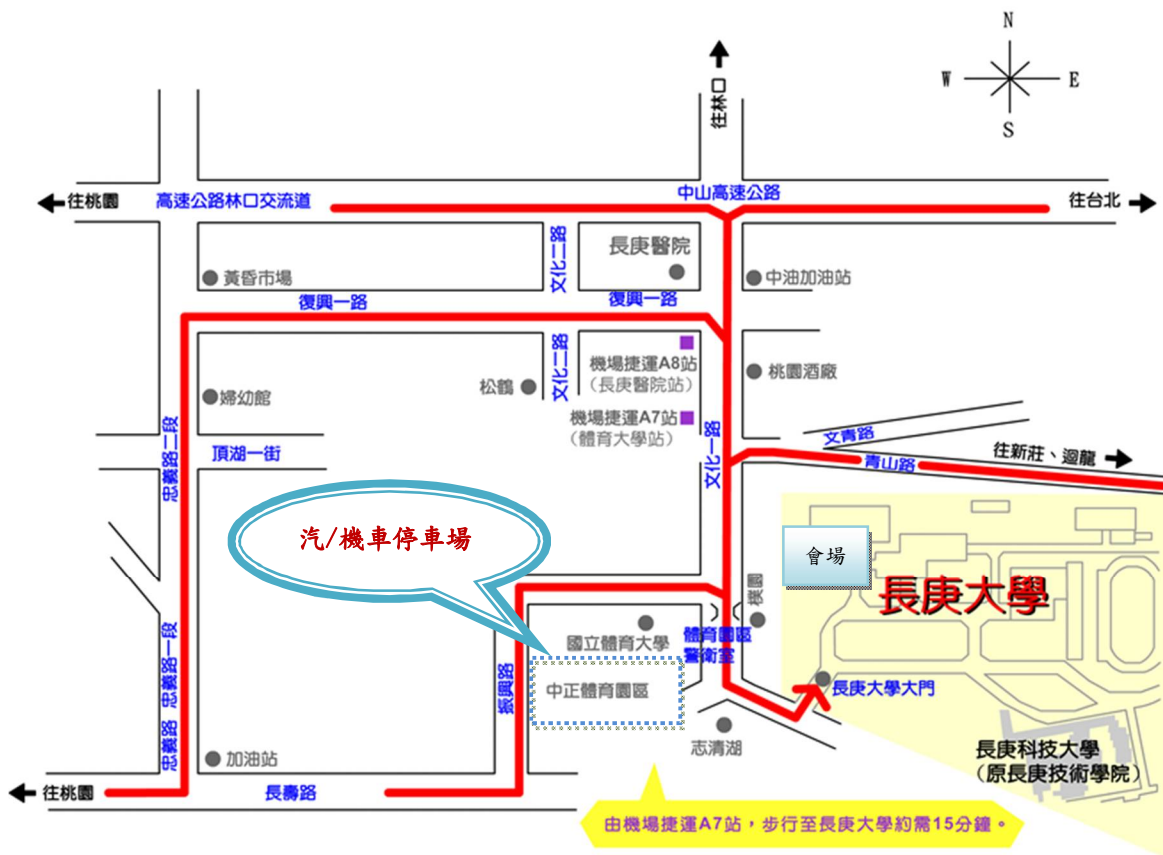 N
W
E
S
往林口
往桃園
高速公路林口交流道
中山高速公路
往台北
文化二路
長庚醫院
黃昏市場
中油加油站
復興一路
復興一路
文化二路
機場捷運A8站
(長庚醫院站)
桃園酒廠
婦幼館
松鶴
機場捷運A7站
(體育大學站)
文化一路
忠義路二段
頂湖一街
文青路
青山路
往新莊、迴龍
汽/機車停車場
會場
長庚大學
樸園
國立體育大學
體育園區
警衛室
忠義路一段
振興路
中正體育園區
長庚大學大門
志清湖
忠義路
加油站
長庚科技大學
(原長庚技術學院)
往桃園
長壽路
由機場捷運A7站，步行至長庚大學約需15分鐘。